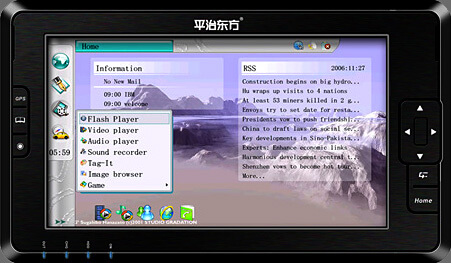 平治东方®
Home
Information
No New Mail
09:00 IBM
09:00 welcome
RSS 2006:11:27
Construction begins on big hydro...
Hu wraps up visits to 4 nations
At least 53 miners killed in 2 g...
Envoys try to set date for resta...
Presidents vow to push friendshi...
China to draft laws on social se...
Key developments in Sino-Pakista...
Experts: Enhance economic links
Harmonious development central t...
Shenzhen vows to become hot tour...
More...
Flash Player
Video player
Audio player
Sound recorder
Tag-It
Image browser
Game
05:59
GPS
Home
STUDIO GRADATION